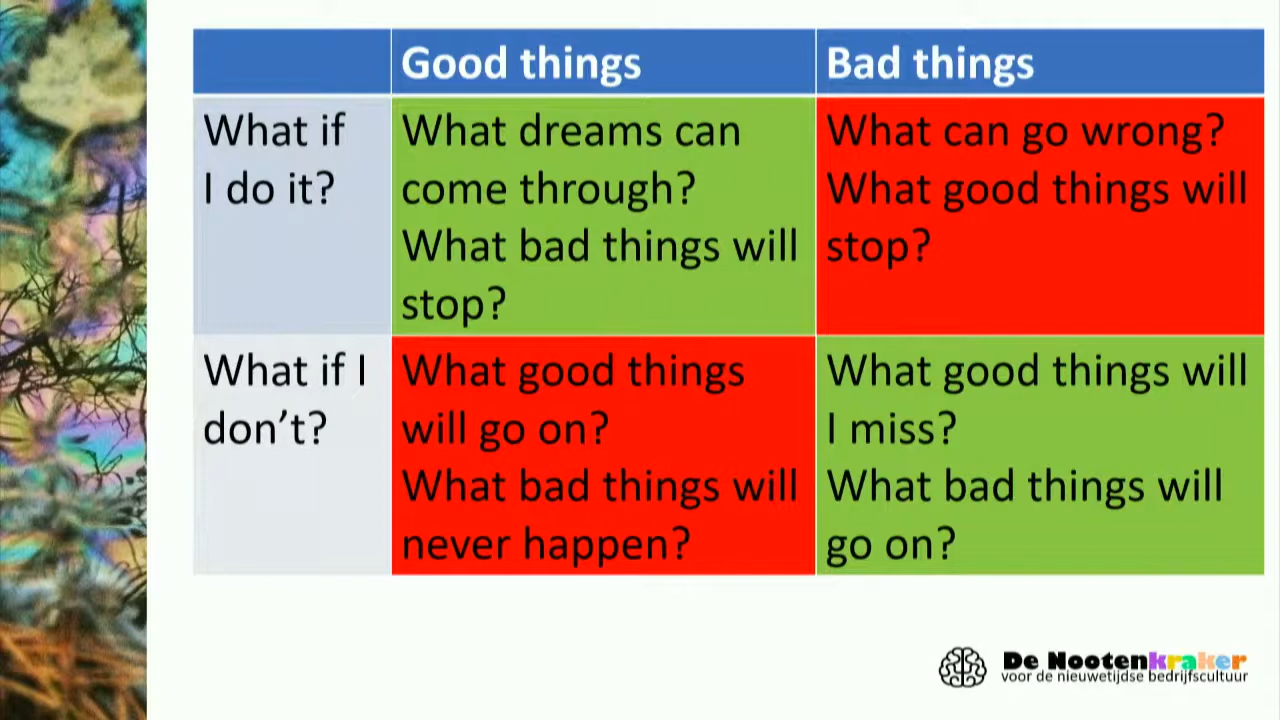 Good things
Bad things
What if
I do it?
What dreams can
come through?
What bad things will
stop?
What can go wrong?
What good things will
stop?
What if I
don't?
What good things
will go on?
What bad things will
never happen?
What good things will
I miss?
What bad things will
go on?
De Nootenkraker
voor de nieuwetijdse bedrijfscultuur